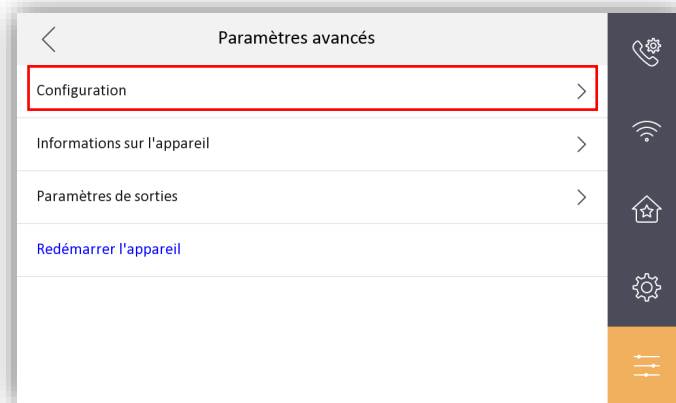 Paramètres avancés
Configuration
Informations sur l'appareil
Paramètres de sorties
Redémarrer l'appareil